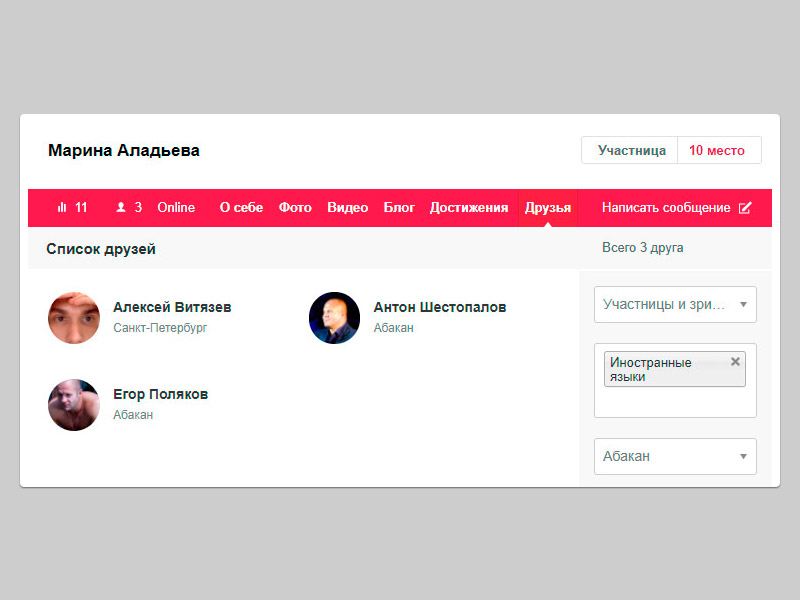 Марина Аладьева
Участница 10 место
11 3 Online О себе Фото Видео Блог Достижения Друзья Написать сообщение
Список друзей Всего 3 друга
Алексей Витязев
Санкт-Петербург
Антон Шестопалов
Абакан
Егор Поляков
Абакан
Участницы и зри...
Иностранные
языки
Абакан